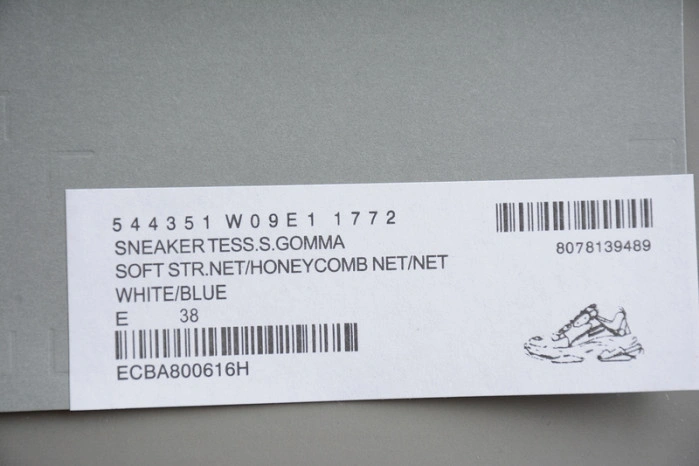 544351 W09E1 1772
SNEAKER TESS.S.GOMMA
SOFT STR.NET/HONEYCOMB NET/NET
WHITE/BLUE
E 38
ECBA800616H
8078139489